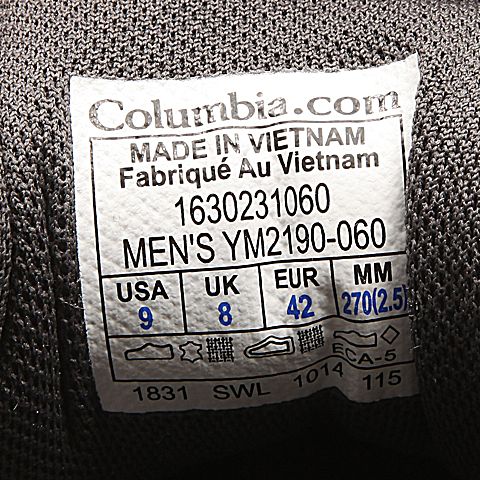 Columbia.com
MADE IN VIETNAM
Fabriqué Au Vietnam
1630231060
MEN'S YM2190-060
USA UK EUR MM
9 8 42 270(2.5)
ECA-5
1831 SWL 1014 115